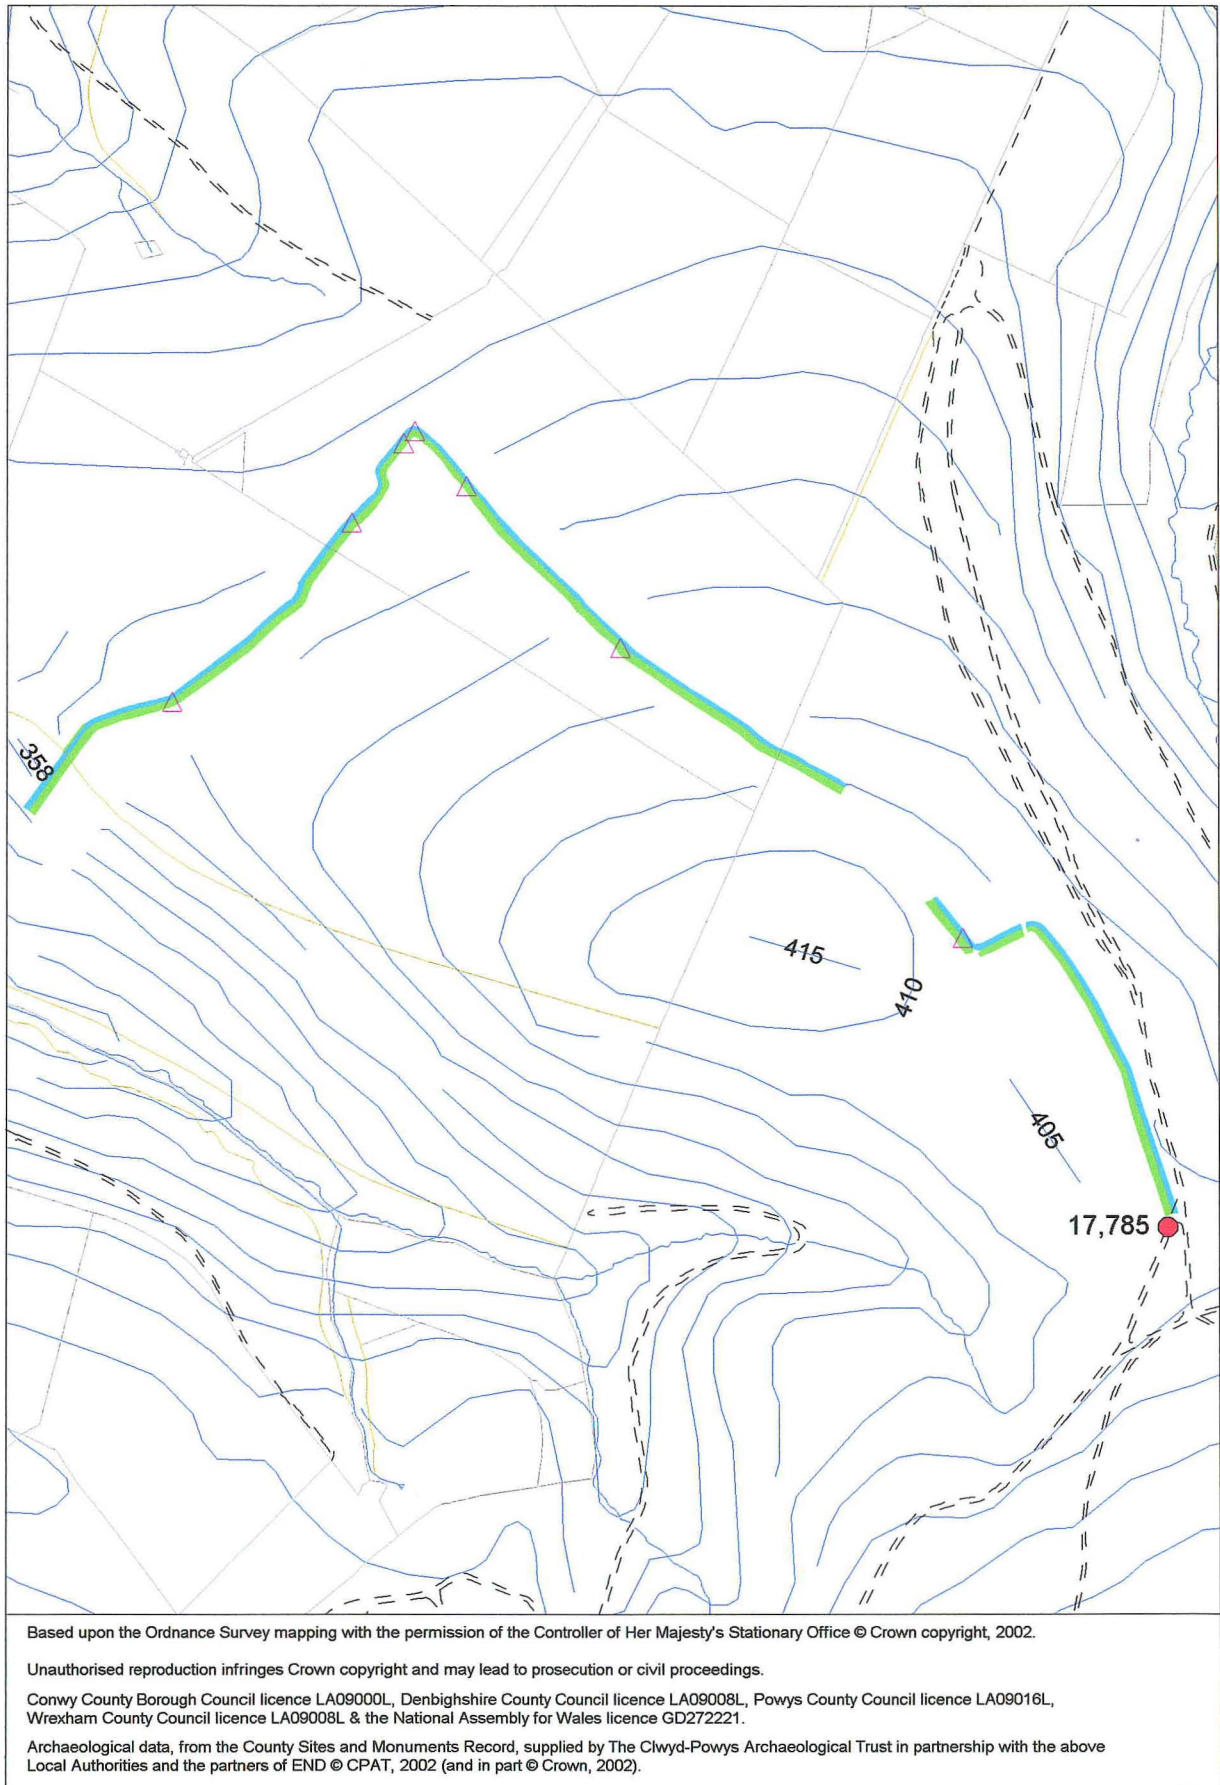 358
415
410
405
17,785
Based upon the Ordnance Survey mapping with the permission of the Controller of Her Majesty's Stationary Office © Crown copyright, 2002.
Unauthorised reproduction infringes Crown copyright and may lead to prosecution or civil proceedings.
Conwy County Borough Council licence LA09000L, Denbighshire County Council licence LA09008L, Powys County Council licence LA09016L,
Wrexham County Council licence LA09008L & the National Assembly for Wales licence GD272221.
Archaeological data, from the County Sites and Monuments Record, supplied by The Clwyd-Powys Archaeological Trust in partnership with the above
Local Authorities and the partners of END © CPAT, 2002 (and in part © Crown, 2002).